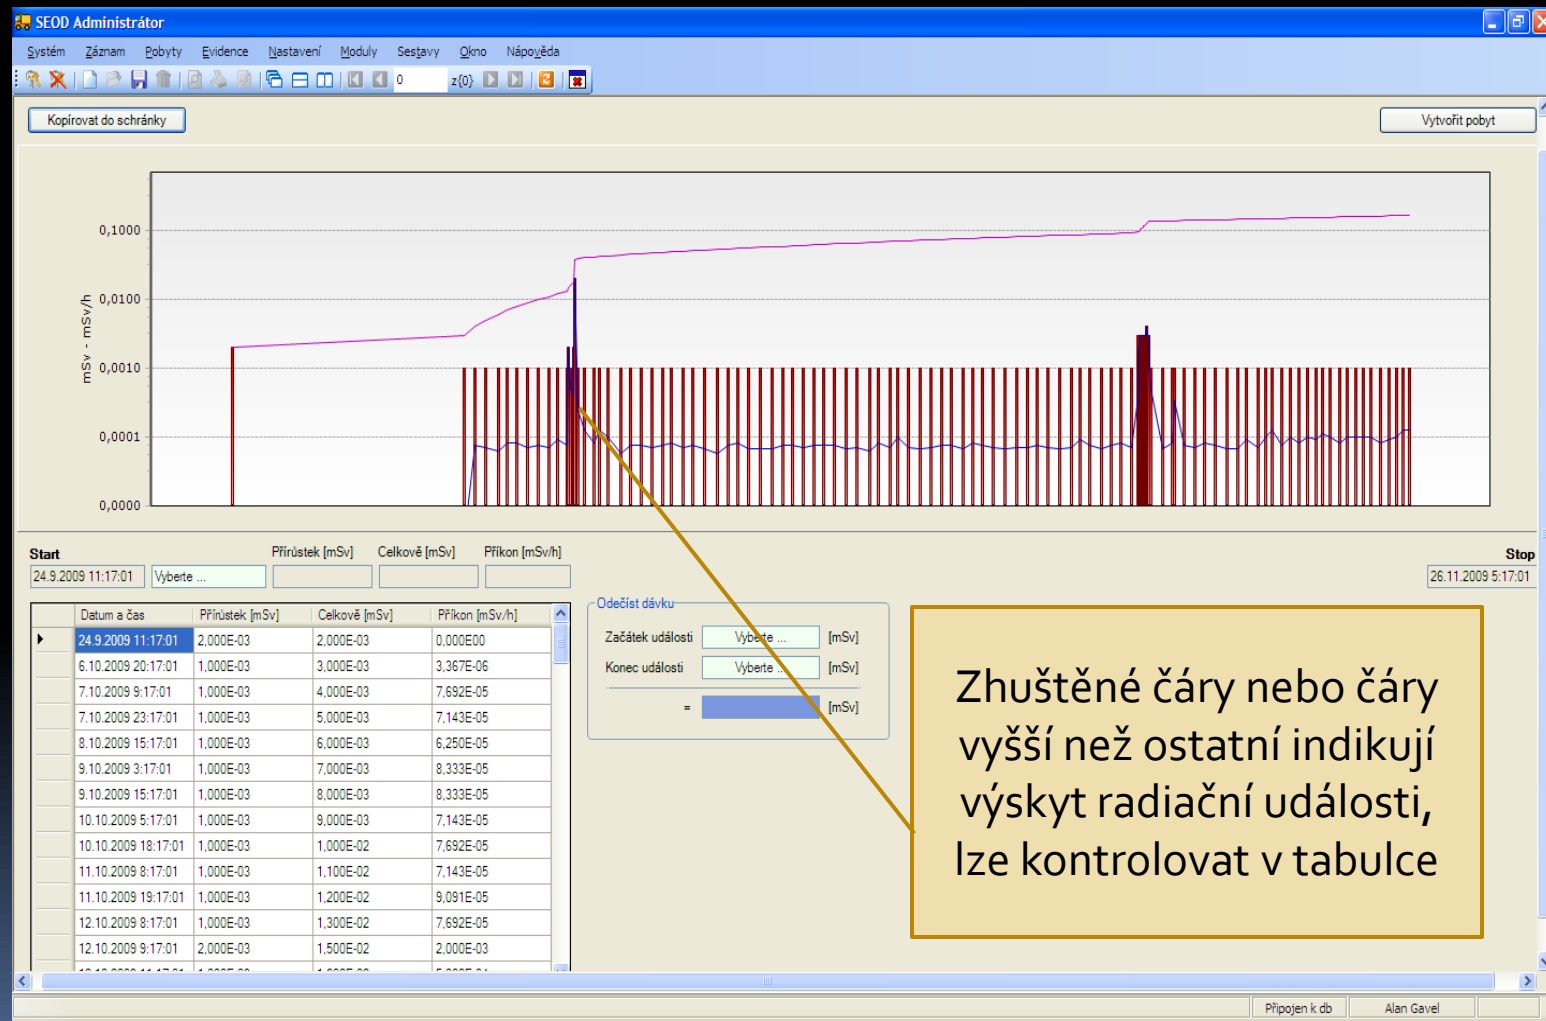 SEOD Administrátor
Systém Záznam Pobyty Evidence Nastavení Moduly Sestavy Okno Nápověda
0 z{0}
Kopírovat do schránky
Vytvořit pobyt
mSv - mSv/h
0,1000
0,0100
0,0010
0,0001
0,0000
Start Přírůstek [mSv] Celkově [mSv] Příkon [mSv/h] Stop
24.9.2009 11:17:01 Vyberte ... 26.11.2009 5:17:01
Datum a čas Přírůstek [mSv] Celkově [mSv] Příkon [mSv/h]
24.9.2009 11:17:01 2,000E-03 2,000E-03 0,000E00
6.10.2009 20:17:01 1,000E-03 3,000E-03 3,367E-06
7.10.2009 9:17:01 1,000E-03 4,000E-03 7,692E-05
7.10.2009 23:17:01 1,000E-03 5,000E-03 7,143E-05
8.10.2009 15:17:01 1,000E-03 6,000E-03 6,250E-05
9.10.2009 3:17:01 1,000E-03 7,000E-03 8,333E-05
9.10.2009 15:17:01 1,000E-03 8,000E-03 8,333E-05
10.10.2009 5:17:01 1,000E-03 9,000E-03 7,143E-05
10.10.2009 18:17:01 1,000E-03 1,000E-02 7,692E-05
11.10.2009 8:17:01 1,000E-03 1,100E-02 7,143E-05
11.10.2009 19:17:01 1,000E-03 1,200E-02 9,091E-05
12.10.2009 8:17:01 1,000E-03 1,300E-02 7,692E-05
12.10.2009 9:17:01 2,000E-03 1,500E-02 2,000E-03
Odečíst dávku
Začátek události Vyberte ... [mSv]
Konec události Vyberte ... [mSv]
= [mSv]
Zhuštěné čáry nebo čáry
vyšší než ostatní indikují
výskyt radiační události,
lze kontrolovat v tabulce
Připojen k db Alan Gavel